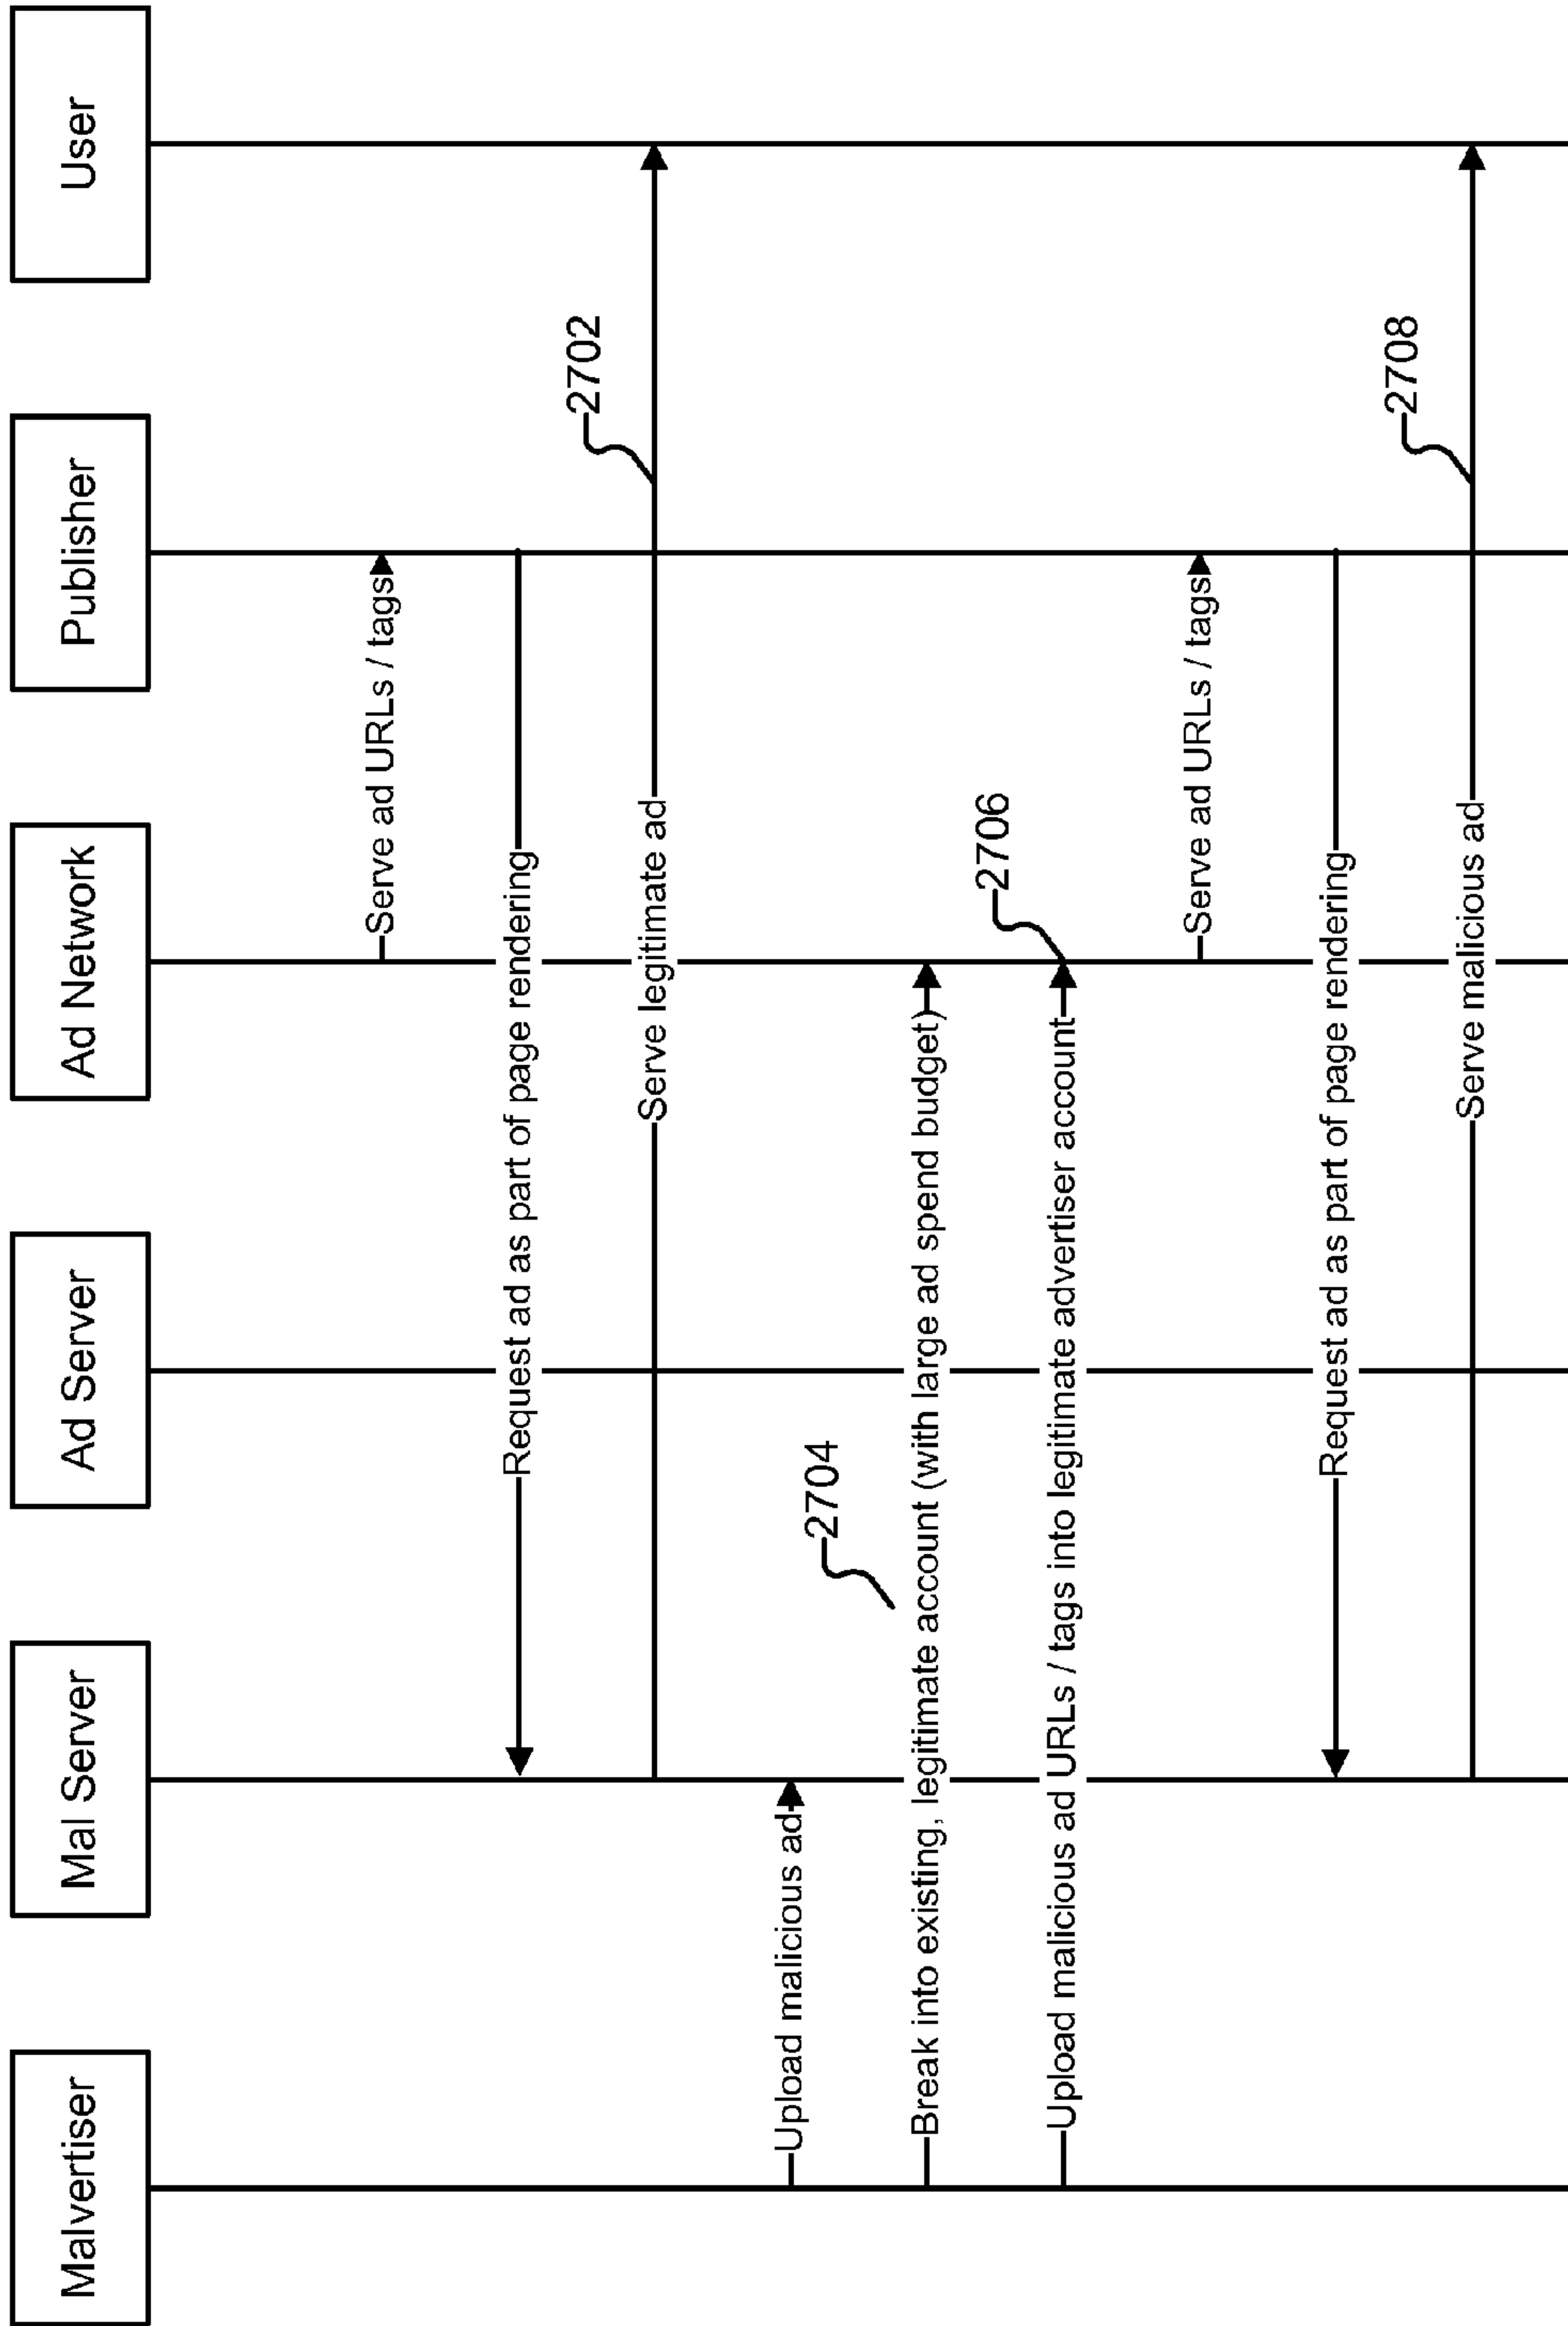 Malvertiser
Mal Server
Ad Server
Ad Network
Publisher
User
Serve ad URLs / tags
Request ad as part of page rendering
2702
Serve legitimate ad
Upload malicious ad
2704
Break into existing, legitimate account (with large ad spend budget)
2706
Upload malicious ad URLs / tags into legitimate advertiser account
Serve ad URLs / tags
Request ad as part of page rendering
2708
Serve malicious ad